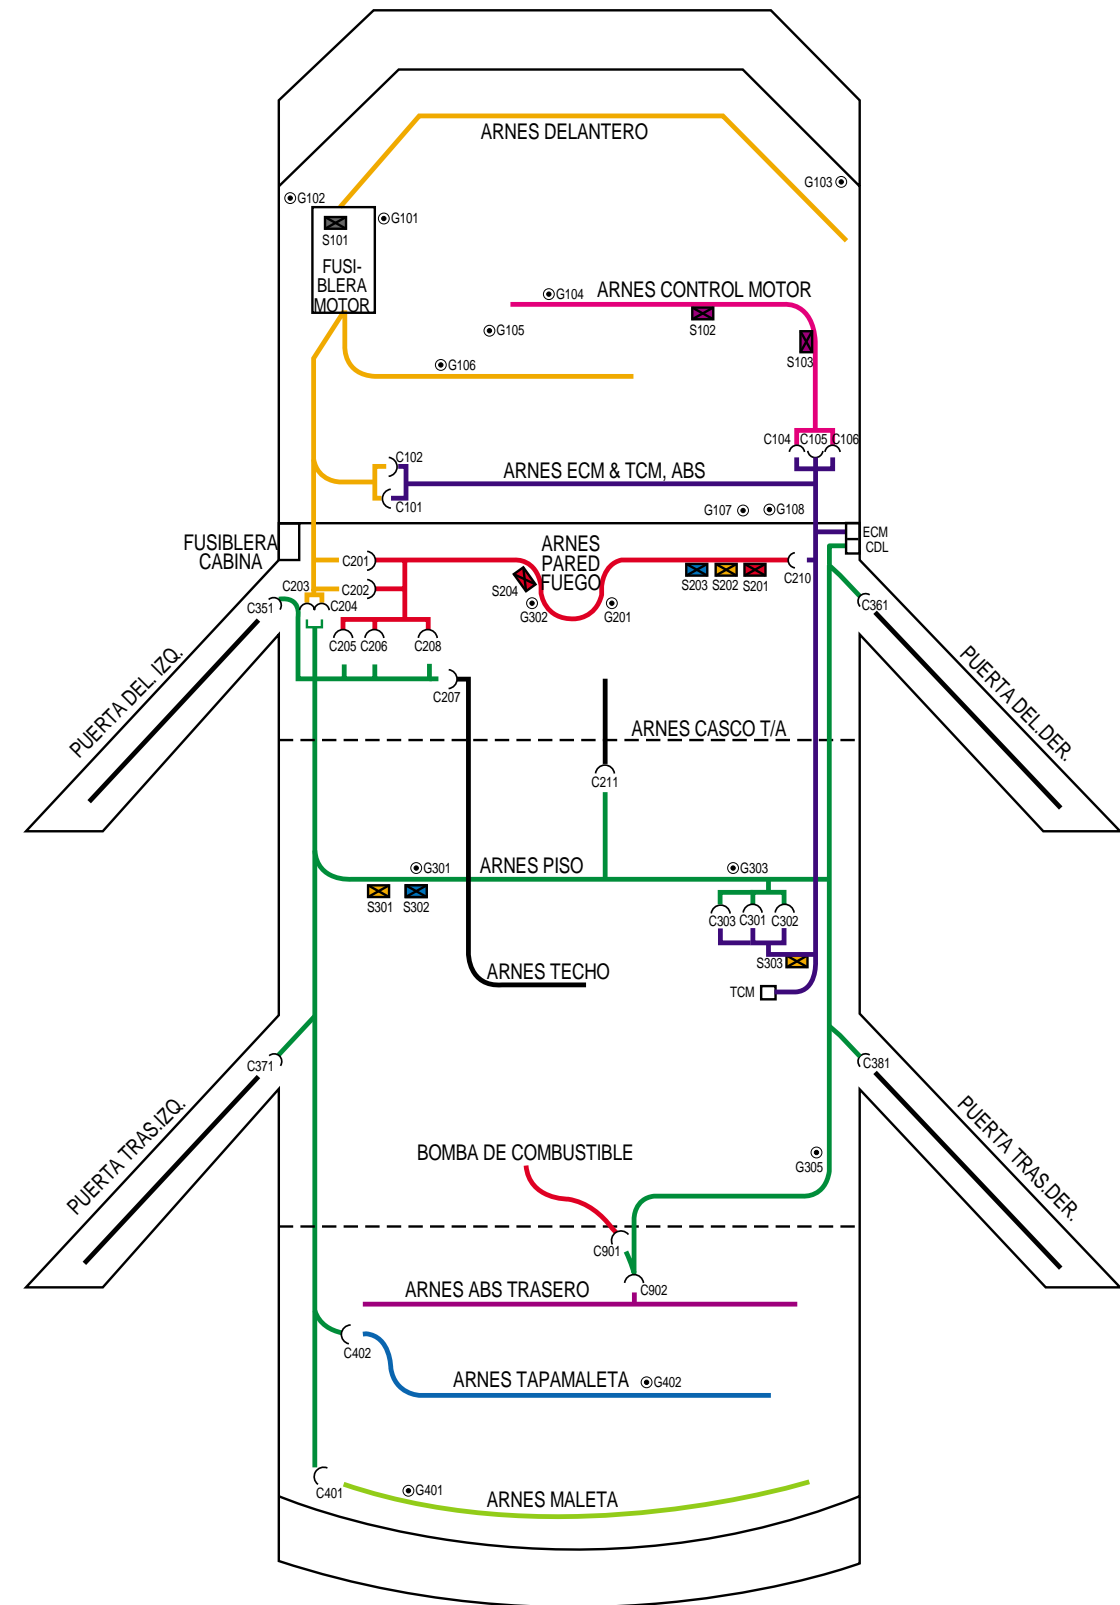 ARNES DELANTERO
G103
G102
G101
S101
FUSI-
BLERA
MOTOR
G104
ARNES CONTROL MOTOR
S102
G105
S103
G106
C104
C105
C106
C102
ARNES ECM & TCM, ABS
C101
G107
G108
ECM
CDL
FUSIBLERA
CABINA
ARNES
PARED
FUEGO
C201
C210
S203
S202
S201
C203
C202
S204
C351
C204
G302
G201
C361
C205
C206
C208
PUERTA DEL. IZQ.
PUERTA DEL.DER.
C207
ARNES CASCO T/A
C211
G301
ARNES PISO
G303
S301
S302
C303
C301
C302
S303
ARNES TECHO
TCM
C371
C381
PUERTA TRAS.IZQ.
PUERTA TRAS.DER.
BOMBA DE COMBUSTIBLE
G305
C901
ARNES ABS TRASERO
C902
C402
ARNES TAPAMALETA
G402
C401
G401
ARNES MALETA